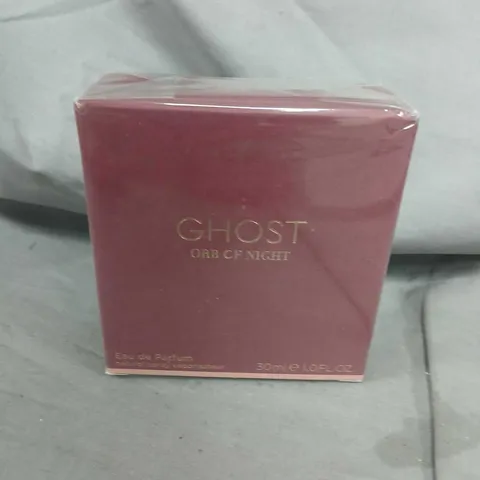 GHOST
ORB OF NIGHT
Eau de Parfum
30ml ℮ 1.0FL.OZ